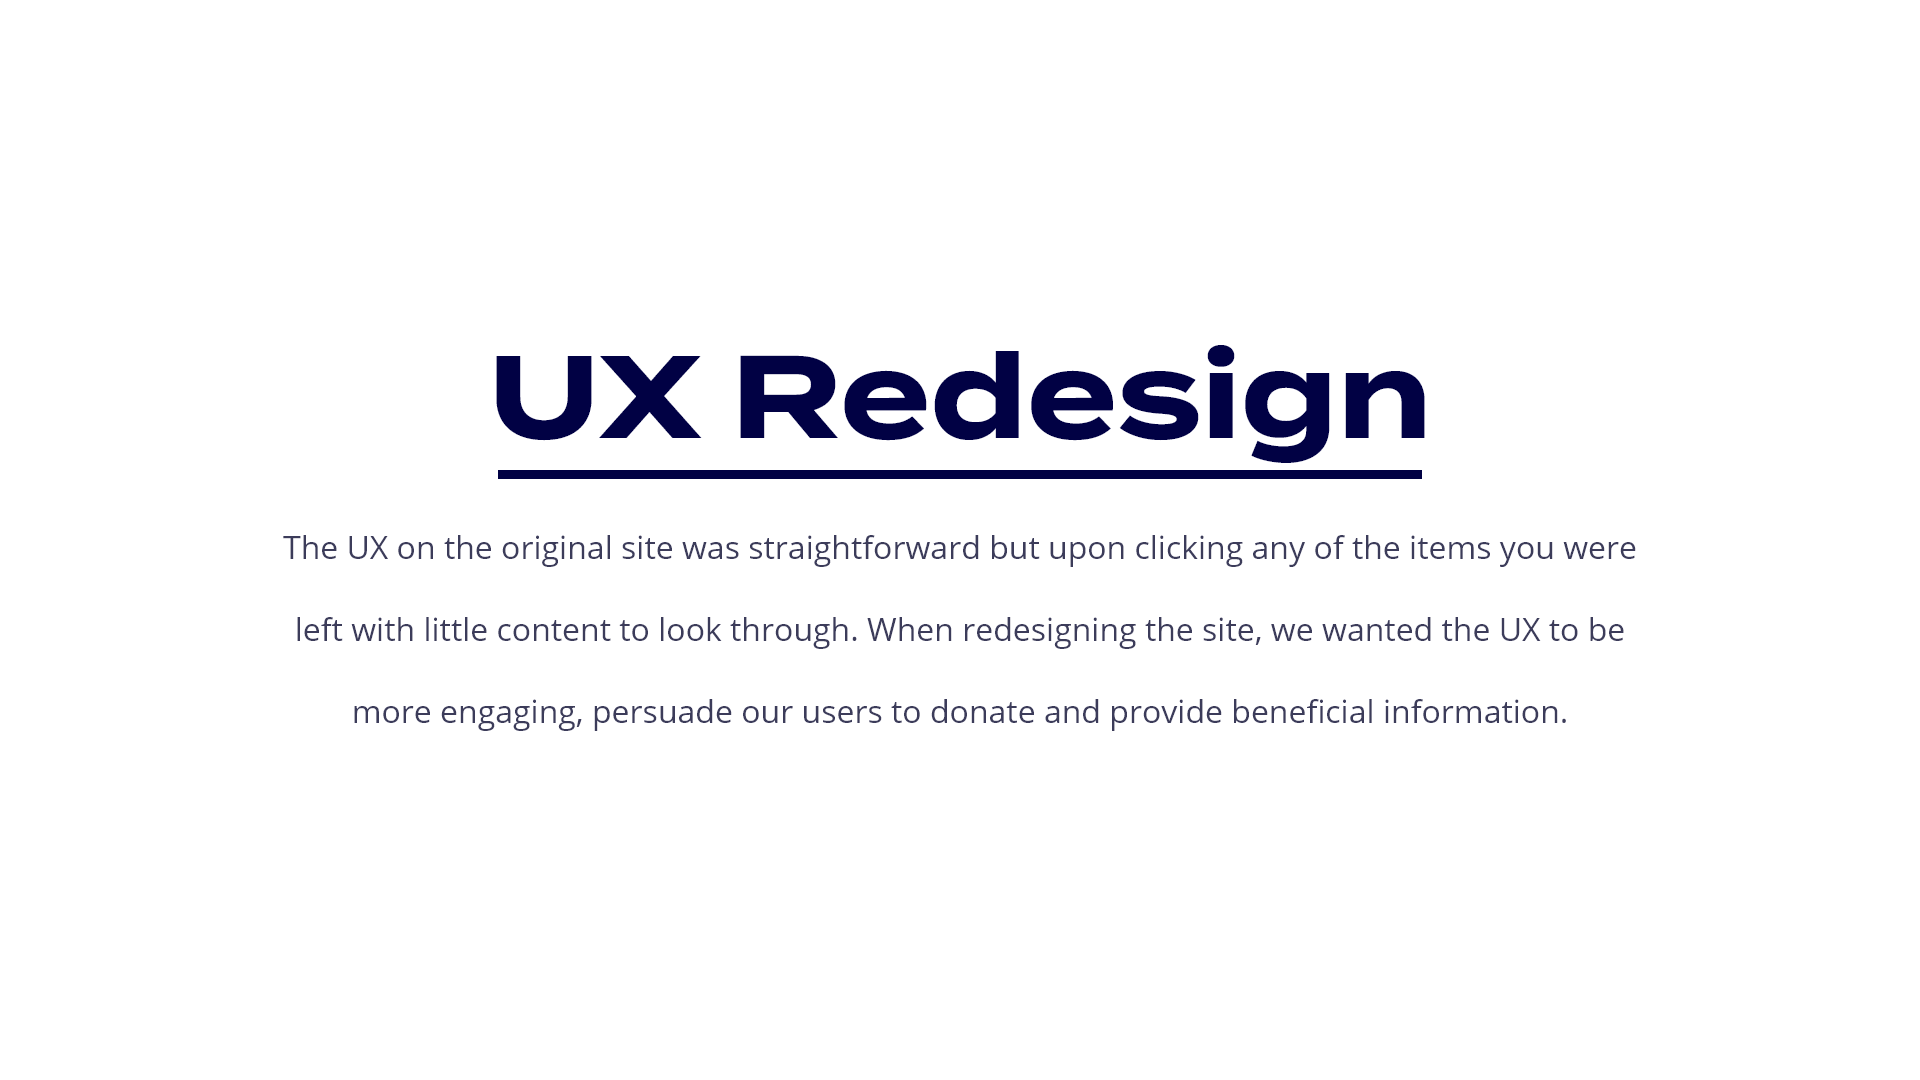 UX Redesign
The UX on the original site was straightforward but upon clicking any of the items you were
left with little content to look through. When redesigning the site, we wanted the UX to be
more engaging, persuade our users to donate and provide beneficial information.